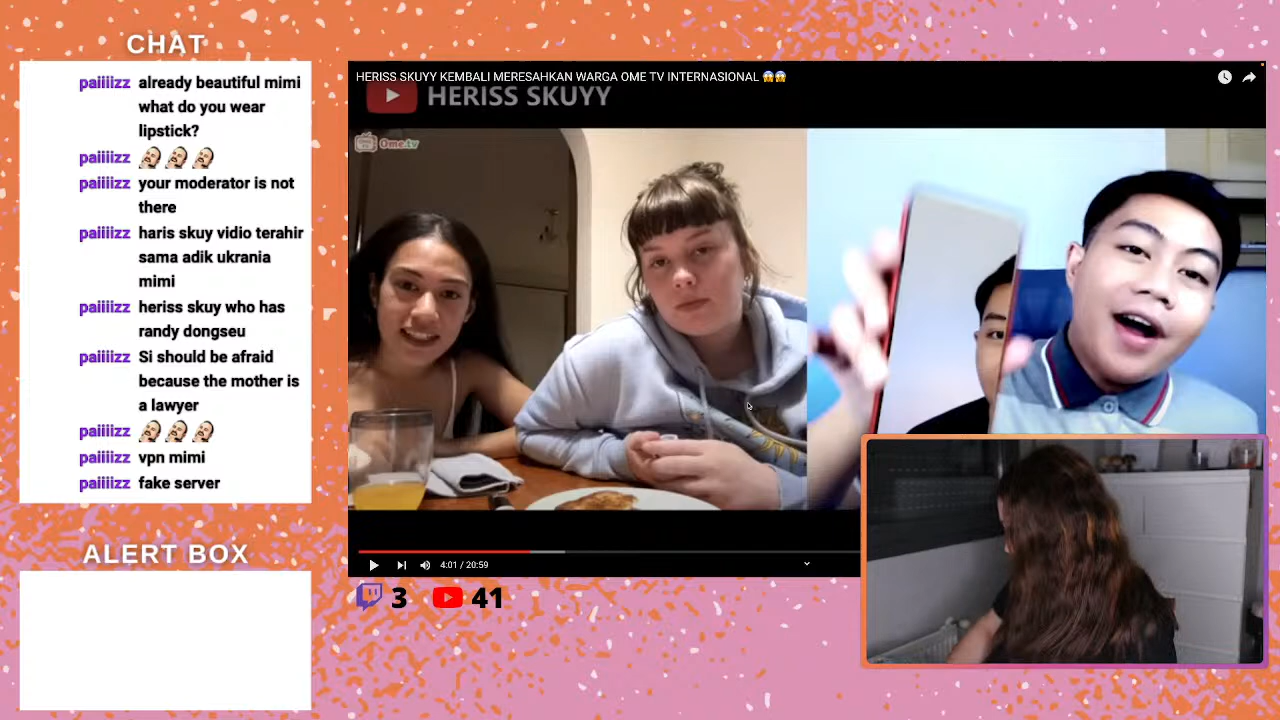 CHAT
paiiiizz already beautiful mimi
what do you wear
lipstick?
paiiiizz
paiiiizz your moderator is not
there
paiiiizz haris skuy vidio terahir
sama adik ukrania
mimi
paiiiizz heriss skuy who has
randy dongseu
paiiiizz Si should be afraid
because the mother is
a lawyer
paiiiizz
paiiiizz vpn mimi
paiiiizz fake server
ALERT BOX
HERISS SKUYY KEMBALI MERESAHKAN WARGA OME TV INTERNASIONAL 😱😱
HERISS SKUYY
Ome.tv
4:01 / 20:59
3 41